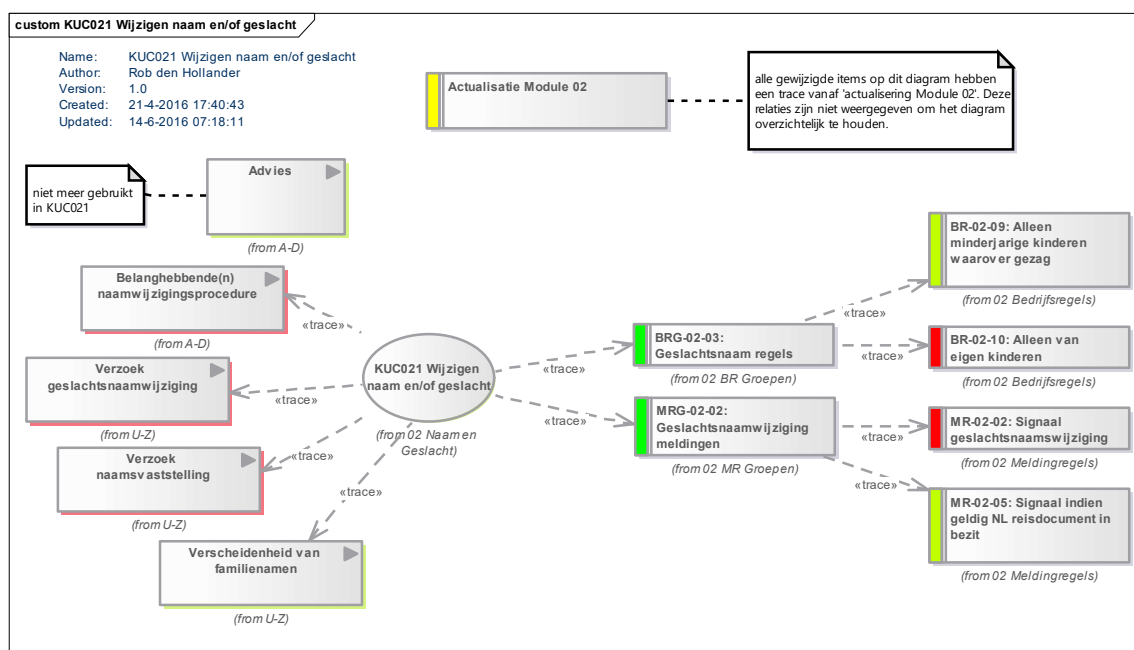 custom KUC021 Wijzigen naam en/of geslacht
Name: KUC021 Wijzigen naam en/of geslacht
Author: Rob den Hollander
Version: 1.0
Created: 21-4-2016 17:40:43
Updated: 14-6-2016 07:18:11
Actualisatie Module 02
alle gewijzigde items op dit diagram hebben
een trace vanaf 'actualisering Module 02'. Deze
relaties zijn niet weergegeven om het diagram
overzichtelijk te houden.
niet meer gebruikt
in KUC021
Advies
(from A-D)
Belanghebbende(n)
naamwijzigingsprocedure
(from A-D)
«trace»
Verzoek
geslachtsnaamwijziging
(from U-Z)
«trace»
Verzoek
naamsvaststelling
(from U-Z)
«trace»
Verscheidenheid van
familienamen
(from U-Z)
«trace»
KUC021 Wijzigen
naam en/of geslacht
(from 02 Naam en
Geslacht)
«trace»
BRG-02-03:
Geslachtsnaam regels
(from 02 BR Groepen)
«trace»
MRG-02-02:
Geslachtsnaamwijziging
meldingen
(from 02 MR Groepen)
«trace»
BR-02-09: Alleen
minderjarige kinderen
waarover gezag
(from 02 Bedrijfsregels)
«trace»
BR-02-10: Alleen van
eigen kinderen
(from 02 Bedrijfsregels)
«trace»
MR-02-02: Signaal
geslachtsnaamswijziging
(from 02 Meldingregels)
«trace»
MR-02-05: Signaal indien
geldig NL reisdocument in
bezit
(from 02 Meldingregels)